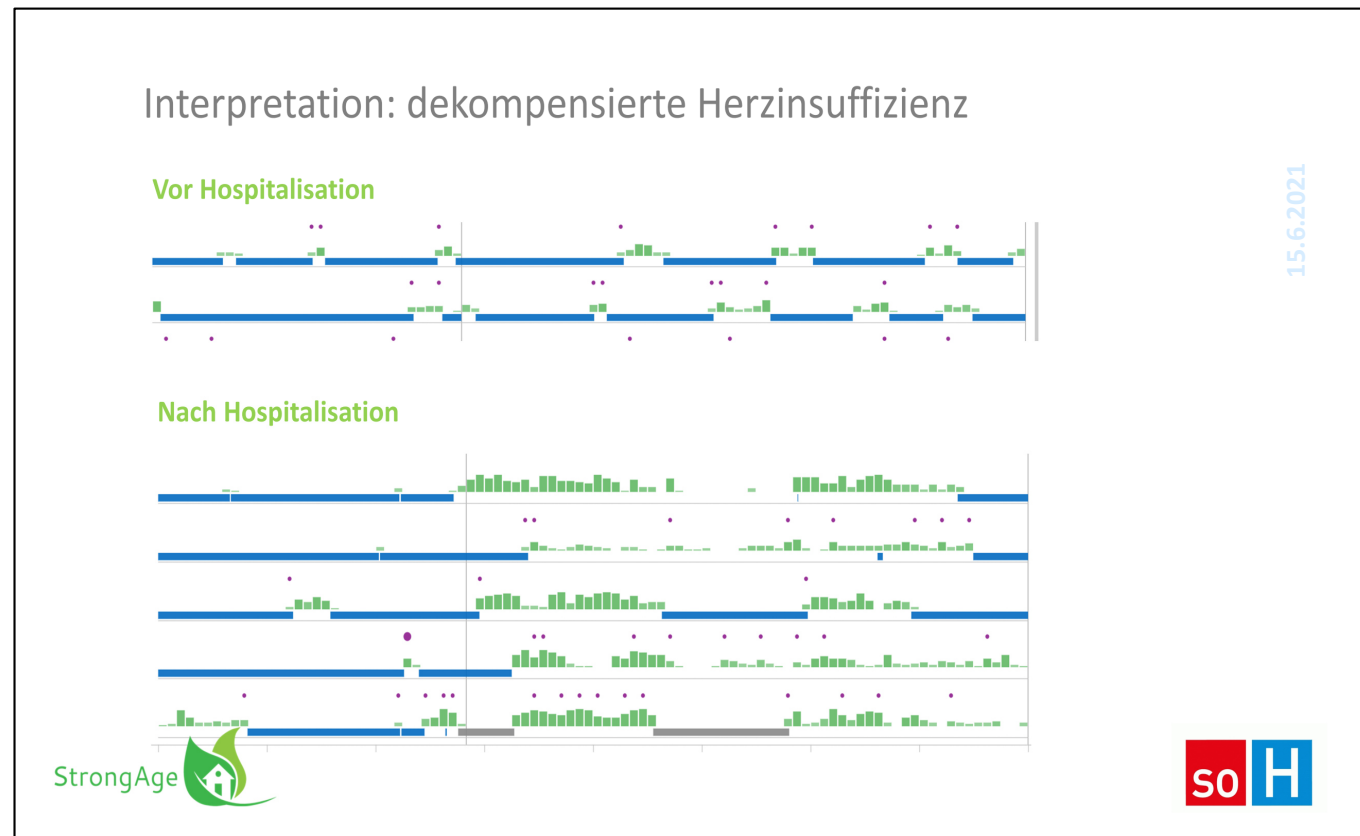 Interpretation: dekompensierte Herzinsuffizienz
Vor Hospitalisation
15.6.2021
Nach Hospitalisation
StrongAge
so H